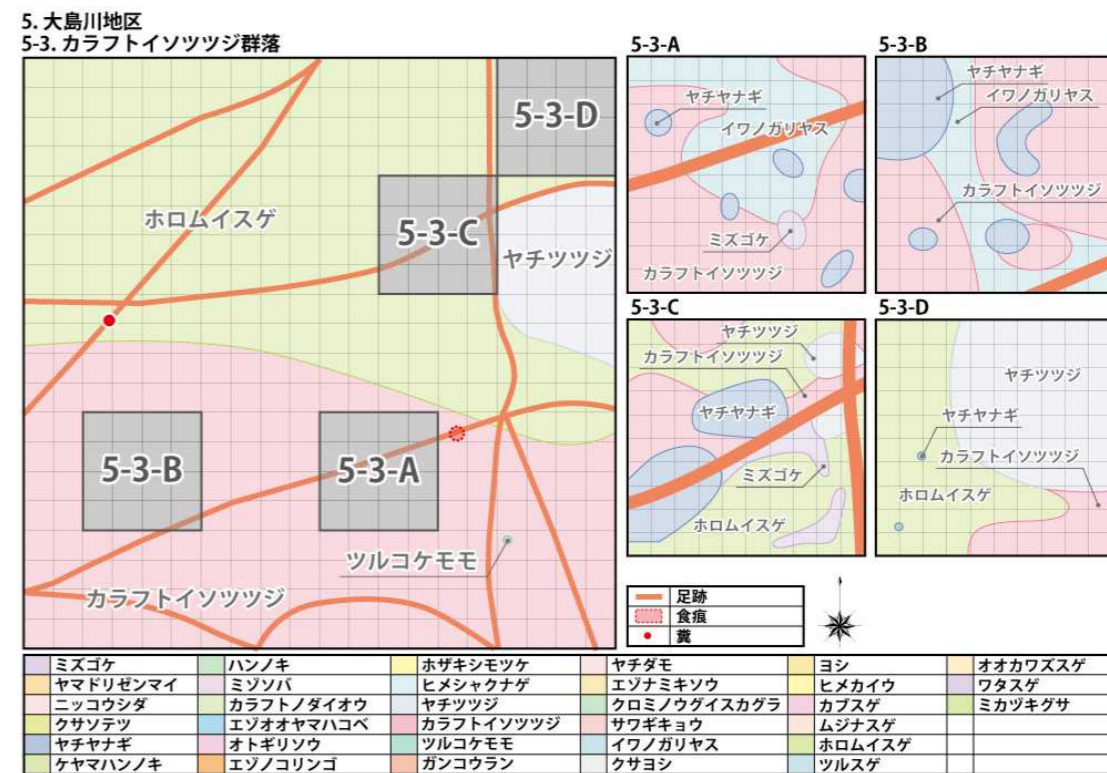 5. 大島川地区
5-3. カラフトイソツツジ群落
5-3-D
ホロムイスゲ
5-3-C
ヤチツツジ
5-3-B
5-3-A
ツルコケモモ
カラフトイソツツジ
5-3-A
ヤチヤナギ
イワノガリヤス
ミズゴケ
カラフトイソツツジ
5-3-B
ヤチヤナギ
イワノガリヤス
カラフトイソツツジ
5-3-C
ヤチツツジ
カラフトイソツツジ
ヤチヤナギ
ミズゴケ
ホロムイスゲ
5-3-D
ヤチツツジ
ヤチヤナギ
カラフトイソツツジ
ホロムイスゲ
足跡
食痕
糞
ミズゴケ ハンノキ ホザキシモツケ ヤチダモ ヨシ オオカワズスゲ
ヤマドリゼンマイ ミゾソバ ヒメシャクナゲ エゾナミキソウ ヒメカイウ ワタスゲ
ニッコウシダ カラフトノダイオウ ヤチツツジ クロミノウグイスカグラ カブスゲ ミカヅキグサ
クサソテツ エゾオオヤマハコベ カラフトイソツツジ サワギキョウ ムジナスゲ
ヤチヤナギ オトギリソウ ツルコケモモ イワノガリヤス ホロムイスゲ
ケヤマハンノキ エゾノコリンゴ ガンコウラン クサヨシ ツルスゲ